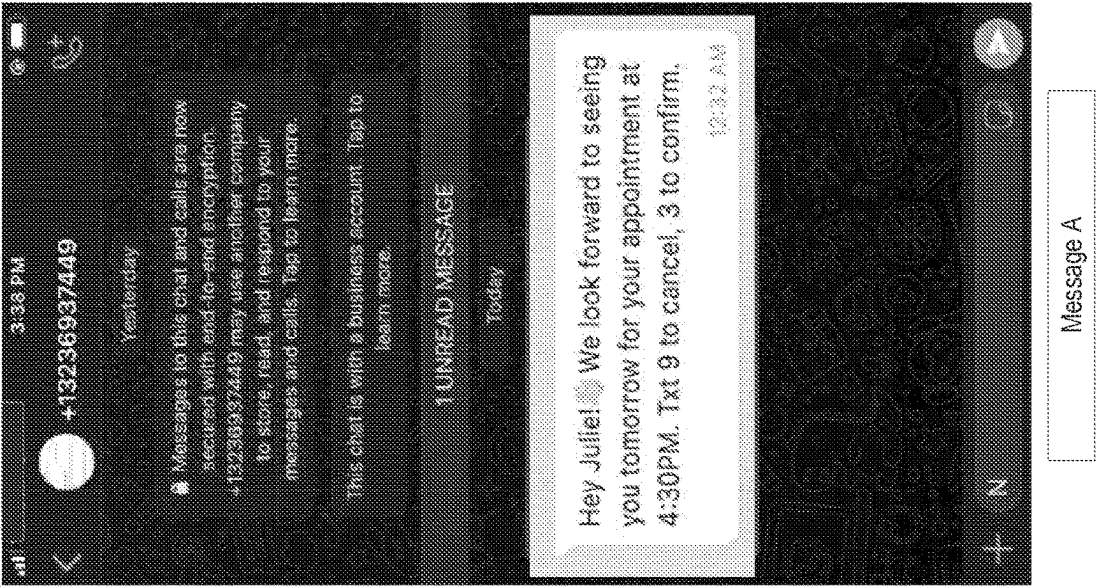 3:38 PM
+13236937449
Yesterday
Messages to this chat and calls are now
secured with end-to-end encryption.
+13236937449 may use another company
to store, read, and respond to your
messages and calls. Tap to learn more.
This chat is with a business account. Tap to
learn more.
1 UNREAD MESSAGE
Today
Hey Julie! We look forward to seeing
you tomorrow for your appointment at
4:30PM. Txt 9 to cancel, 3 to confirm.
12:32 AM
N
Message A